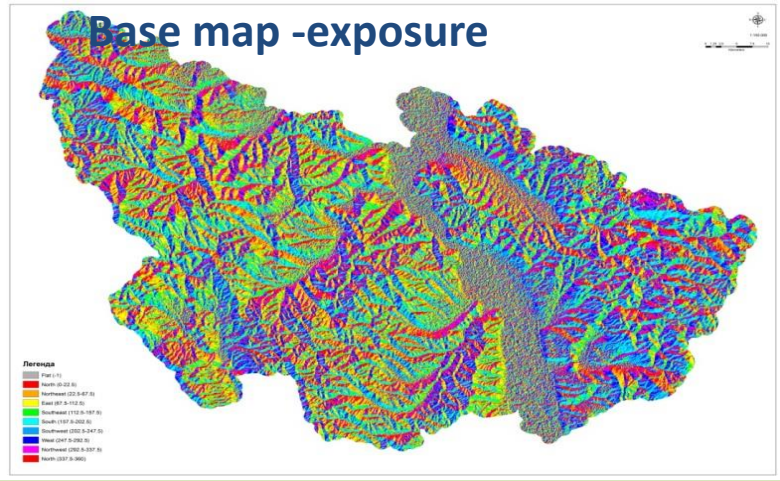 Base map -exposure
Легенда
Flat (-1)
North (0-22.5)
Northeast (22.5-67.5)
East (67.5-112.5)
Southeast (112.5-157.5)
South (157.5-202.5)
Southwest (202.5-247.5)
West (247.5-292.5)
Northwest (292.5-337.5)
North (337.5-360)